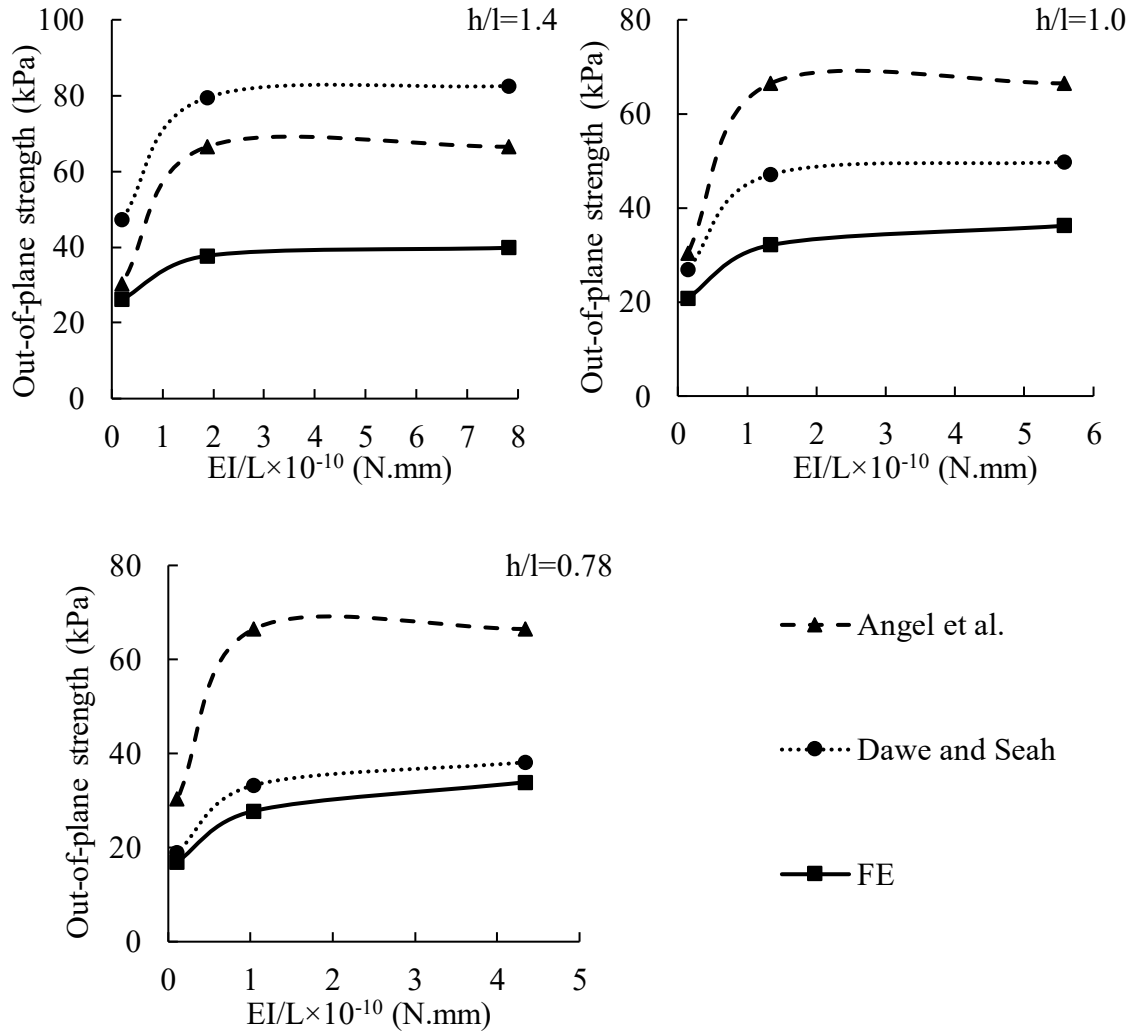 h/l=1.4
Out-of-plane strength (kPa)
100
80
60
40
20
0
0 1 2 3 4 5 6 7 8
EI/L×10⁻¹⁰ (N.mm)
h/l=1.0
Out-of-plane strength (kPa)
80
60
40
20
0
0 1 2 3 4 5 6
EI/L×10⁻¹⁰ (N.mm)
h/l=0.78
Out-of-plane strength (kPa)
80
60
40
20
0
0 1 2 3 4 5
EI/L×10⁻¹⁰ (N.mm)
Angel et al.
Dawe and Seah
FE